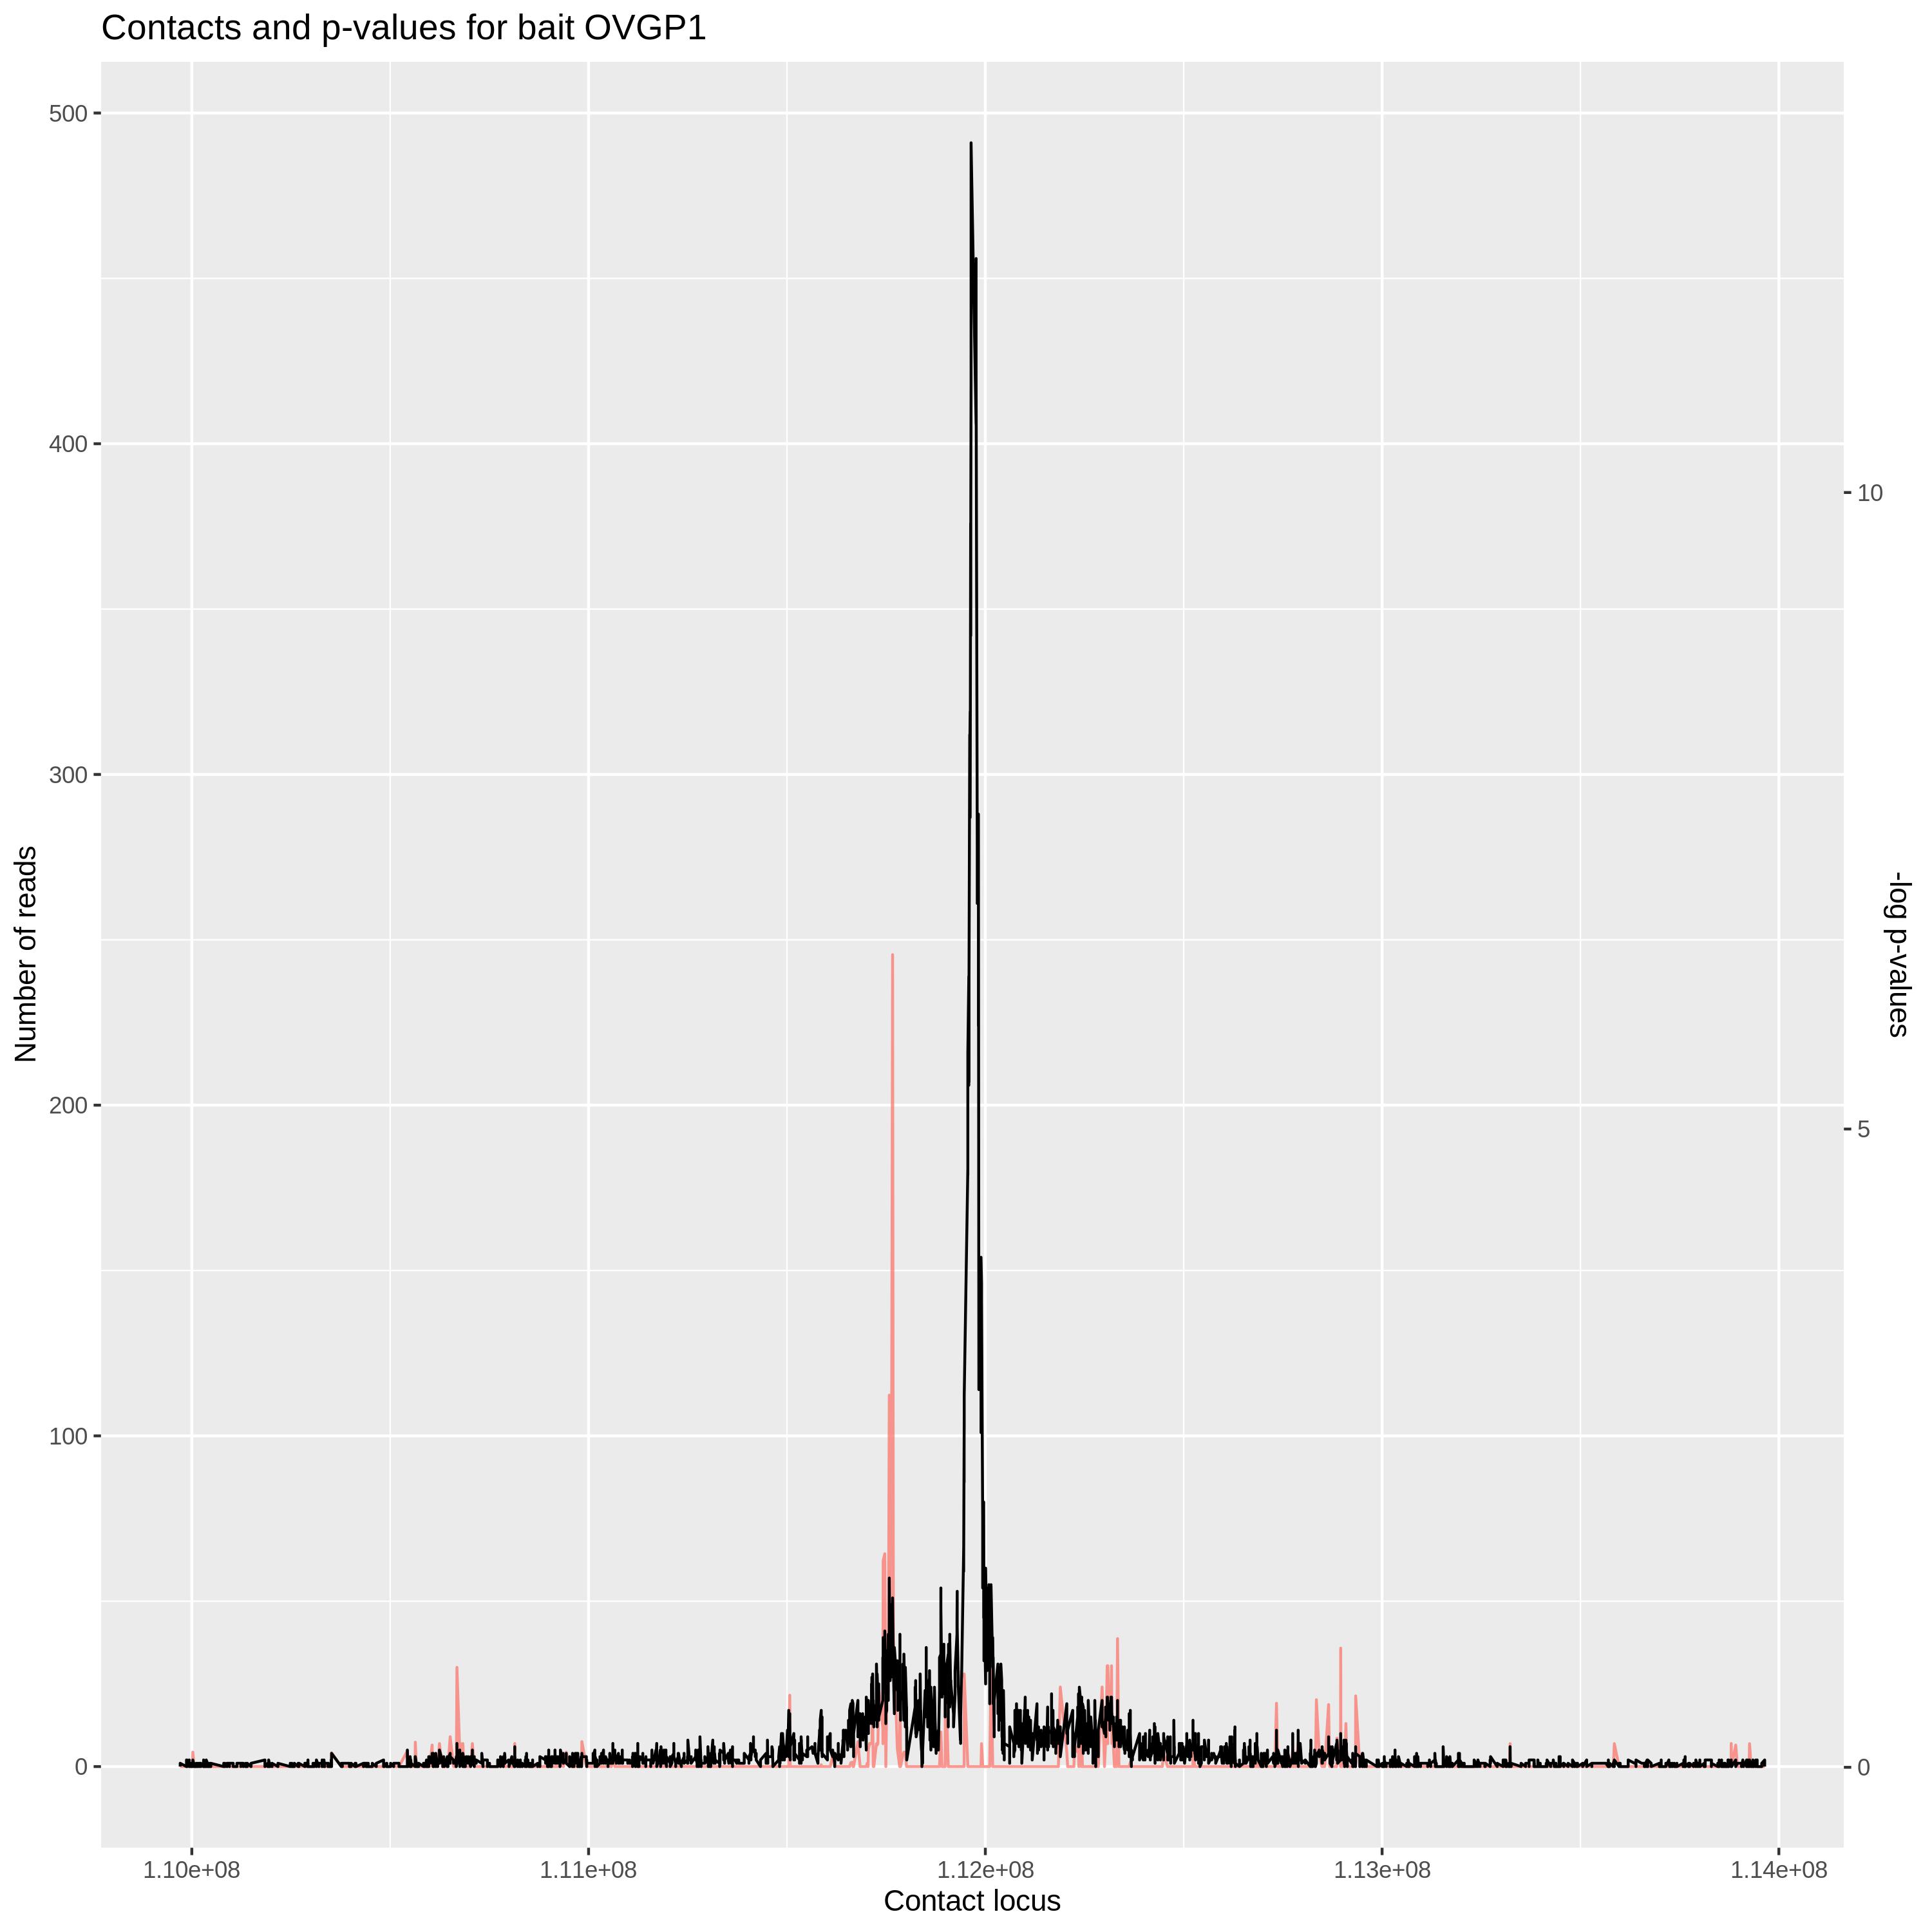 Contacts and p-values for bait OVGP1
500
400
300
200
100
0
Number of reads
10
5
0
-log p-values
1.10e+08
1.11e+08
1.12e+08
1.13e+08
1.14e+08
Contact locus